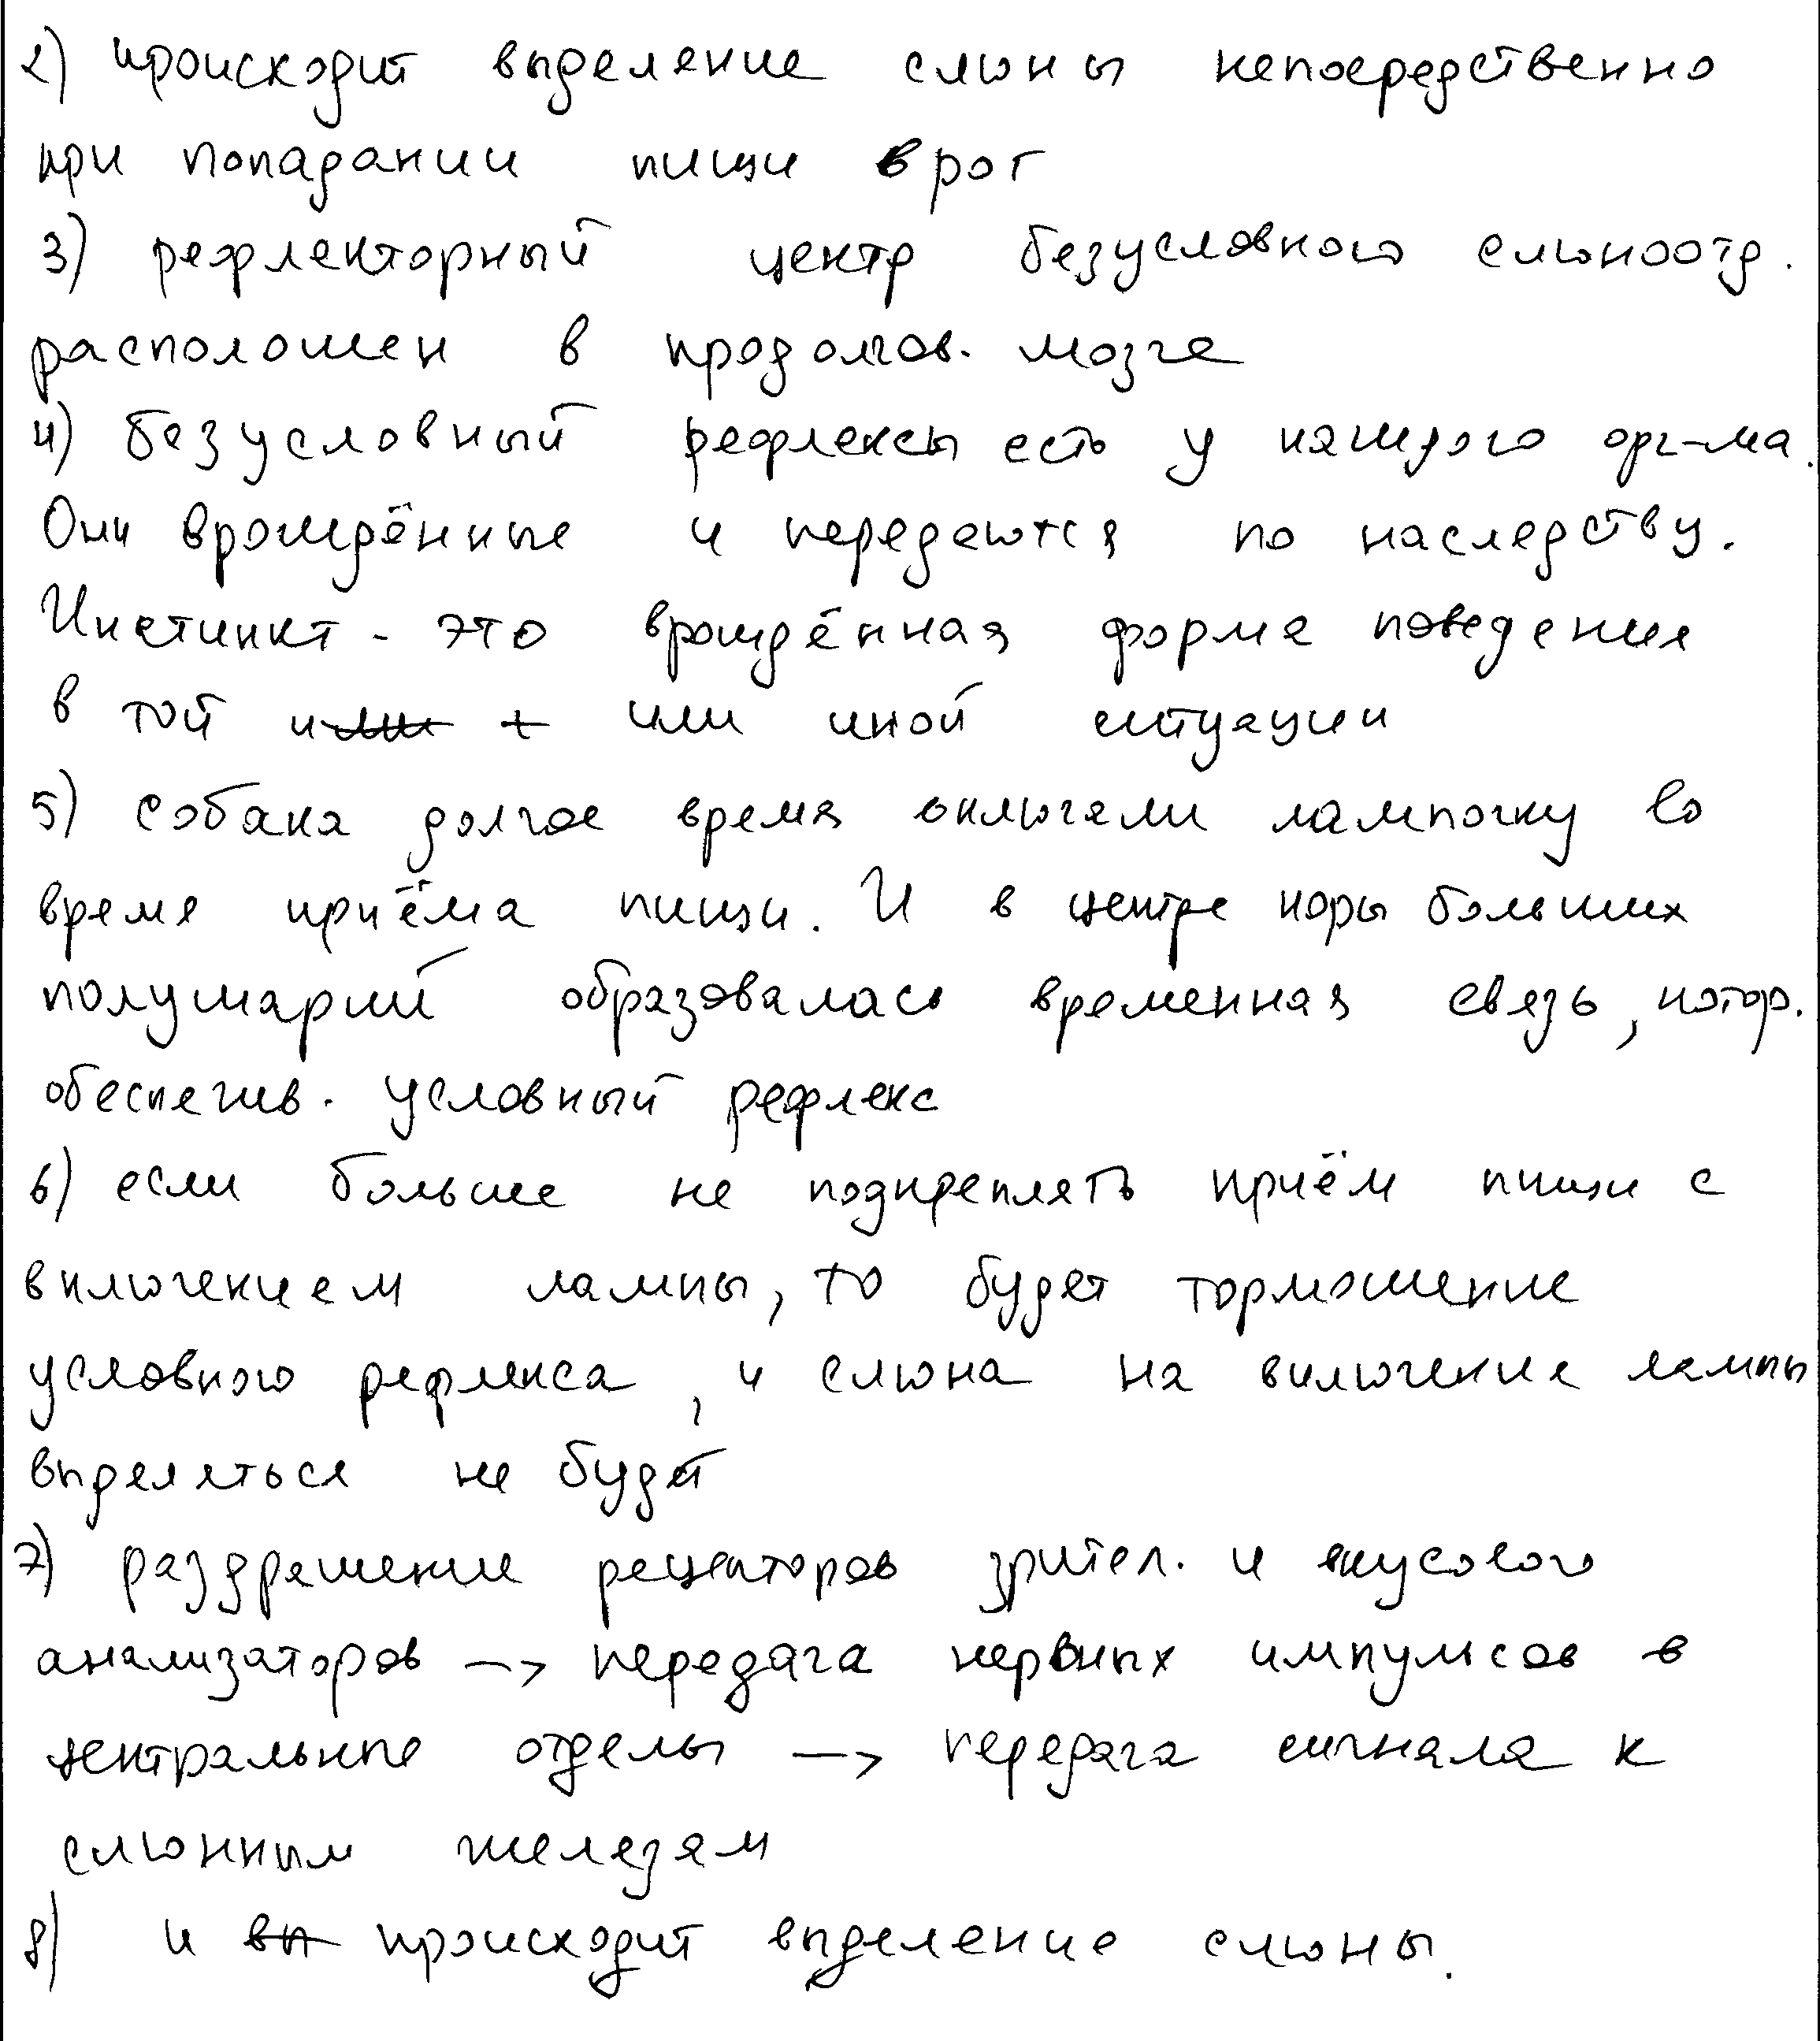 2) происходит выделение слюны непосредственно
при попадании пищи в рот
3) рефлекторный центр безусловного слюноотд.
расположен в продолгов. мозге
4) безусловный рефлексы есть у каждого орг-ма.
Они врождённые и передаются по наследству.
Инстинкт - это врождённая форма поведения
в той или + или иной ситуации
5) собака долгое время включали лампочку во
время приёма пищи. И в центре коры больших
полушарий образовалась временная связь, котор.
обеспечив. условный рефлекс
6) если больше не подкреплять приём пищи с
включением лампы, то будет торможение
условного рефлекса, и слюна на включение лампы
выделяться не будет
7) раздражение рецепторов зрител. и вкусового
анализаторов -> передача нервных импульсов в
центральные отделы -> передача сигнала к
слюнным железам
8) и вы происходит выделение слюны.